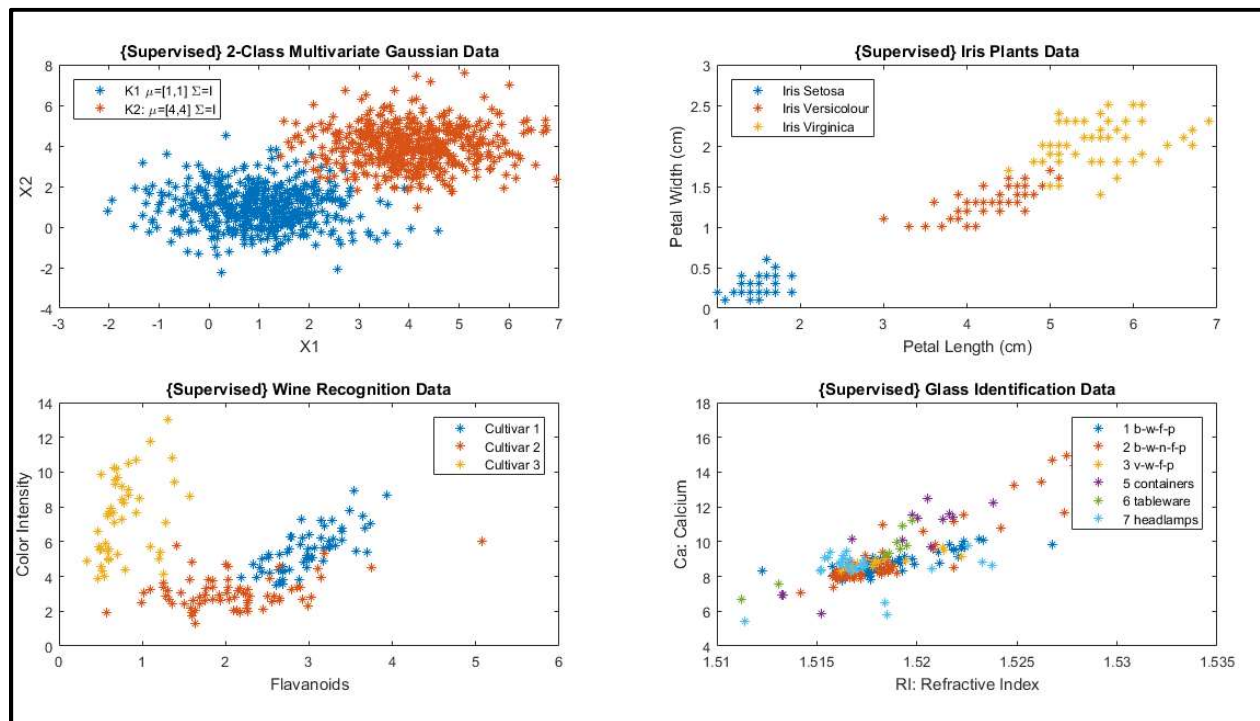 {Supervised} 2-Class Multivariate Gaussian Data
8
6
4
2
0
-2
-4
X2
K1 μ=[1,1] Σ=I
K2: μ=[4,4] Σ=I
-3 -2 -1 0 1 2 3 4 5 6 7
X1
{Supervised} Iris Plants Data
3
2.5
2
1.5
1
0.5
0
Petal Width (cm)
Iris Setosa
Iris Versicolour
Iris Virginica
1 2 3 4 5 6 7
Petal Length (cm)
{Supervised} Wine Recognition Data
14
12
10
8
6
4
2
0
Color Intensity
Cultivar 1
Cultivar 2
Cultivar 3
0 1 2 3 4 5 6
Flavanoids
{Supervised} Glass Identification Data
18
16
14
12
10
8
6
4
Ca: Calcium
1 b-w-f-p
2 b-w-n-f-p
3 v-w-f-p
5 containers
6 tableware
7 headlamps
1.51 1.515 1.52 1.525 1.53 1.535
RI: Refractive Index